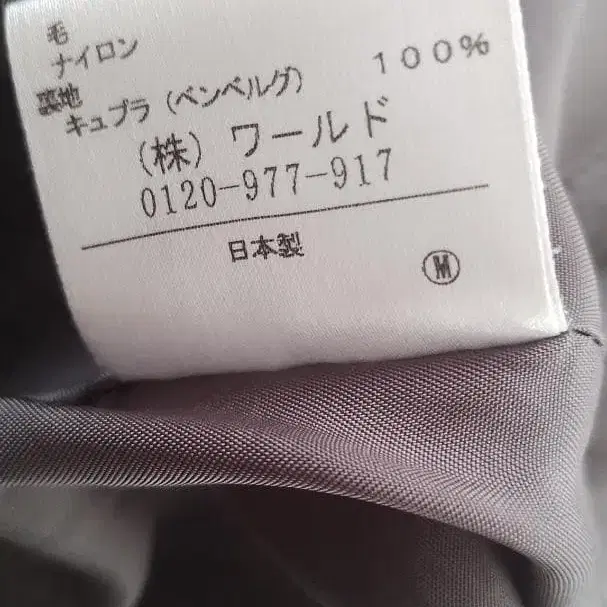 毛
ナイロン
裏地
キュプラ（ベンベルグ） １００％
（株）ワールド
0120-977-917
日本製
Ⓜ